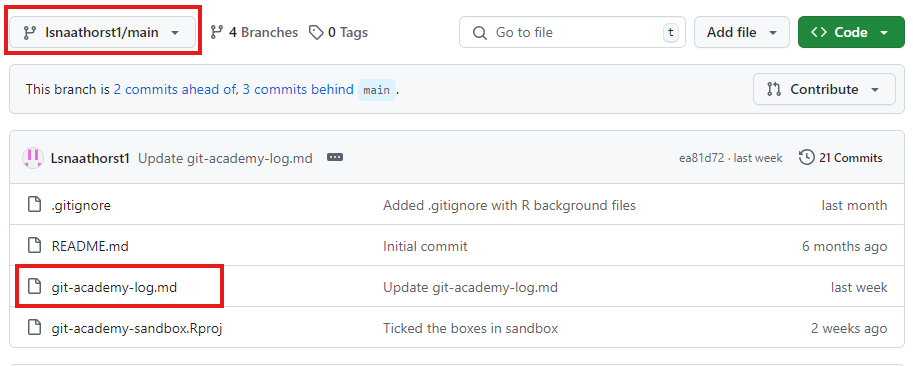 lsnaathorst1/main 4 Branches 0 Tags Go to file t Add file <> Code
This branch is 2 commits ahead of, 3 commits behind main .
Contribute
Lsnaathorst1 Update git-academy-log.md ea81d72 · last week 21 Commits
.gitignore Added .gitignore with R background files last month
README.md Initial commit 6 months ago
git-academy-log.md Update git-academy-log.md last week
git-academy-sandbox.Rproj Ticked the boxes in sandbox 2 weeks ago